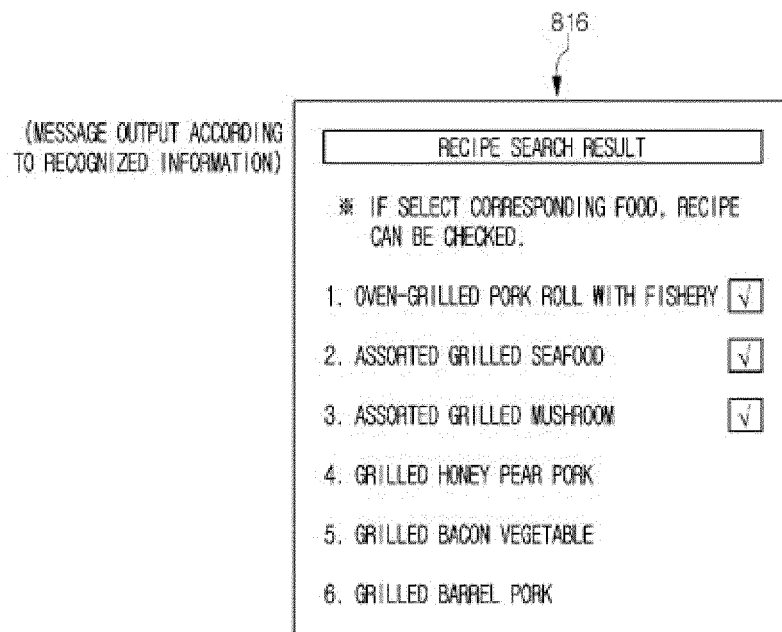 816
(MESSAGE OUTPUT ACCORDING
TO RECOGNIZED INFORMATION)
RECIPE SEARCH RESULT
※ IF SELECT CORRESPONDING FOOD, RECIPE
CAN BE CHECKED.
1. OVEN-GRILLED PORK ROLL WITH FISHERY √
2. ASSORTED GRILLED SEAFOOD √
3. ASSORTED GRILLED MUSHROOM √
4. GRILLED HONEY PEAR PORK
5. GRILLED BACON VEGETABLE
6. GRILLED BARREL PORK